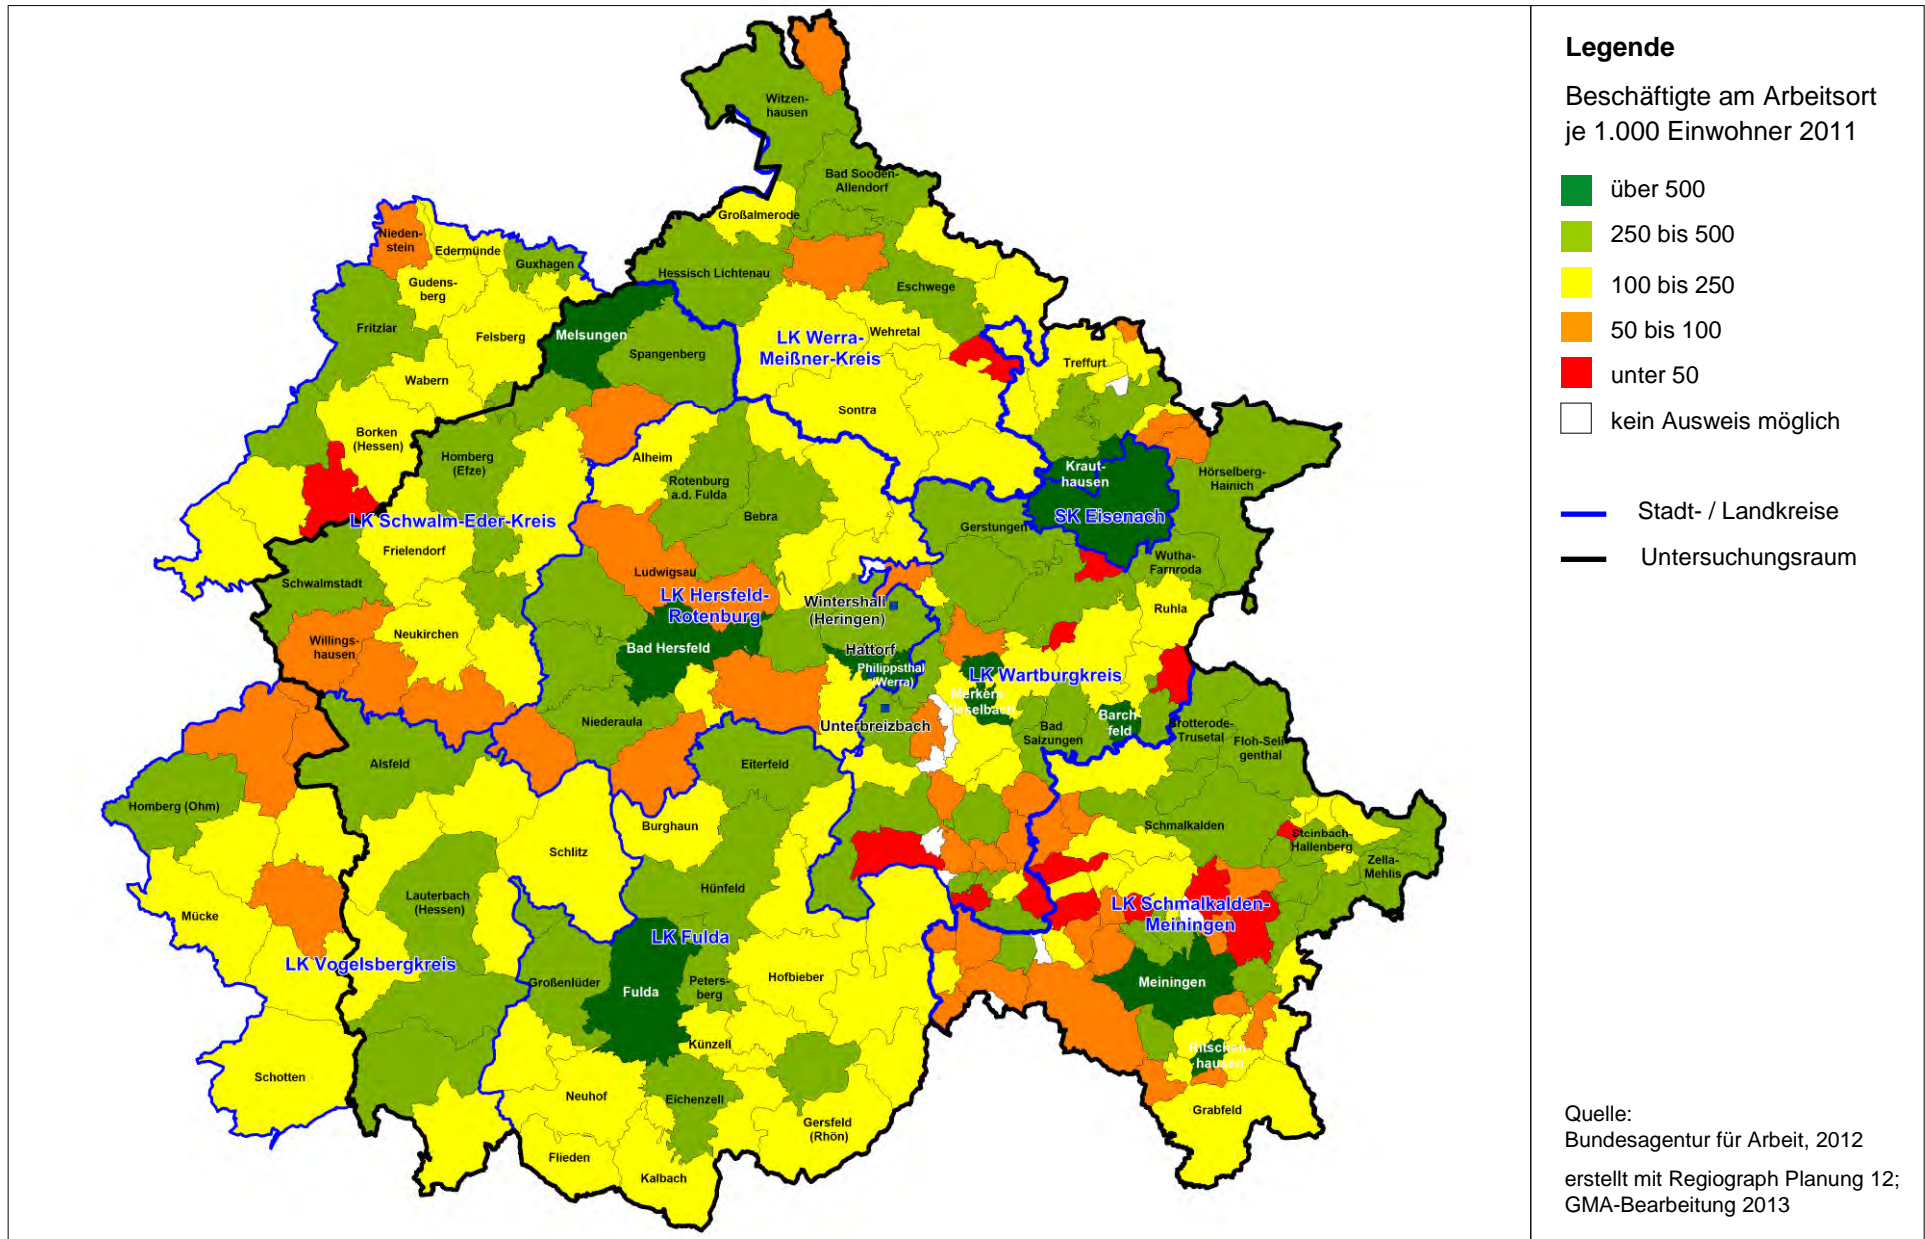 Witzen-
hausen
Bad Sooden-
Allendorf
Großalmerode
Nieden-
stein
Edermünde
Guxhagen
Hessisch Lichtenau
Gudens-
berg
Eschwege
Fritzlar
Felsberg
Melsungen
Wehretal
LK Werra-
Meißner-Kreis
Spangenberg
Treffurt
Wabern
Sontra
Borken
(Hessen)
Homberg
(Efze)
Alheim
Rotenburg
a.d. Fulda
Kraut-
hausen
Hörselberg-
Hainich
LK Schwalm-Eder-Kreis
Bebra
Gerstungen
SK Eisenach
Frielendorf
Wutha-
Farnroda
Schwalmstadt
Ludwigsau
LK Hersfeld-
Rotenburg
Wintershall
(Heringen)
Ruhla
Willings-
hausen
Neukirchen
Bad Hersfeld
Hattorf
Philippsthal
(Werra)
LK Wartburgkreis
Merkers-
ieselbach
Niederaula
Unterbreizbach
Bad
Salzungen
Barch-
feld
Brotterode-
Trusetal
Floh-Seli-
genthal
Alsfeld
Eiterfeld
Homberg (Ohm)
Burghaun
Schmalkalden
Steinbach-
Hallenberg
Schlitz
Zella-
Mehlis
Lauterbach
(Hessen)
Hünfeld
Mücke
LK Schmalkalden-
Meiningen
LK Fulda
LK Vogelsbergkreis
Großenlüder
Fulda
Peters-
berg
Hofbieber
Meiningen
Künzell
Ritschen-
hausen
Schotten
Neuhof
Eichenzell
Gersfeld
(Rhön)
Grabfeld
Flieden
Kalbach
Legende
Beschäftigte am Arbeitsort
je 1.000 Einwohner 2011
über 500
250 bis 500
100 bis 250
50 bis 100
unter 50
kein Ausweis möglich
Stadt- / Landkreise
Untersuchungsraum
Quelle:
Bundesagentur für Arbeit, 2012
erstellt mit Regiograph Planung 12;
GMA-Bearbeitung 2013